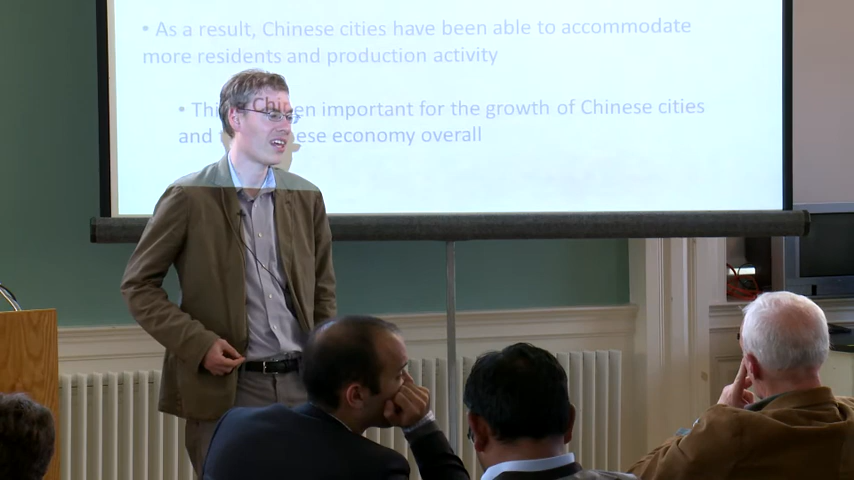 • As a result, Chinese cities have been able to accommodate
more residents and production activity
• Thi Chi en important for the growth of Chinese cities
and ese economy overall